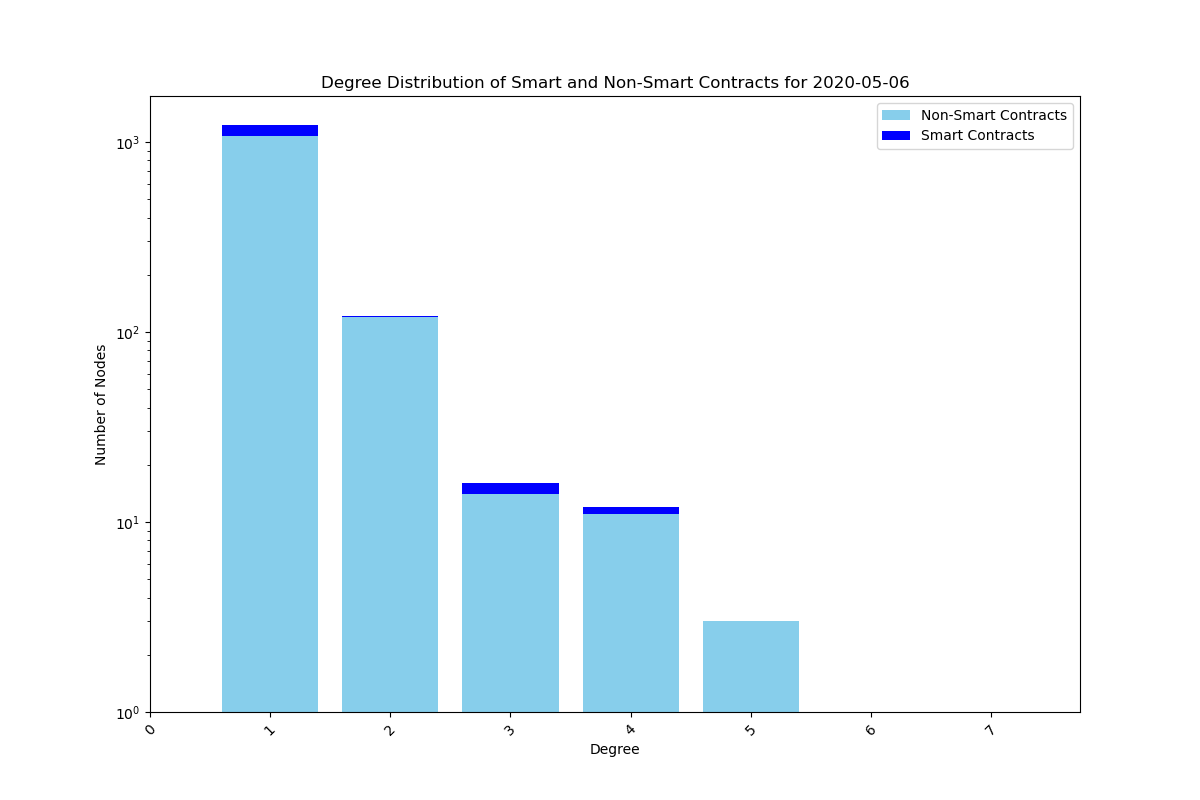 Degree Distribution of Smart and Non-Smart Contracts for 2020-05-06
Non-Smart Contracts
Smart Contracts
Number of Nodes
10³
10²
10¹
10⁰
0 1 2 3 4 5 6 7
Degree